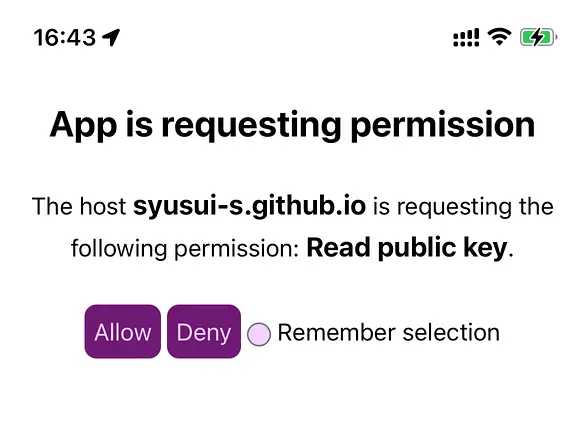 16:43
App is requesting permission
The host syusui-s.github.io is requesting the
following permission: Read public key.
Allow Deny Remember selection